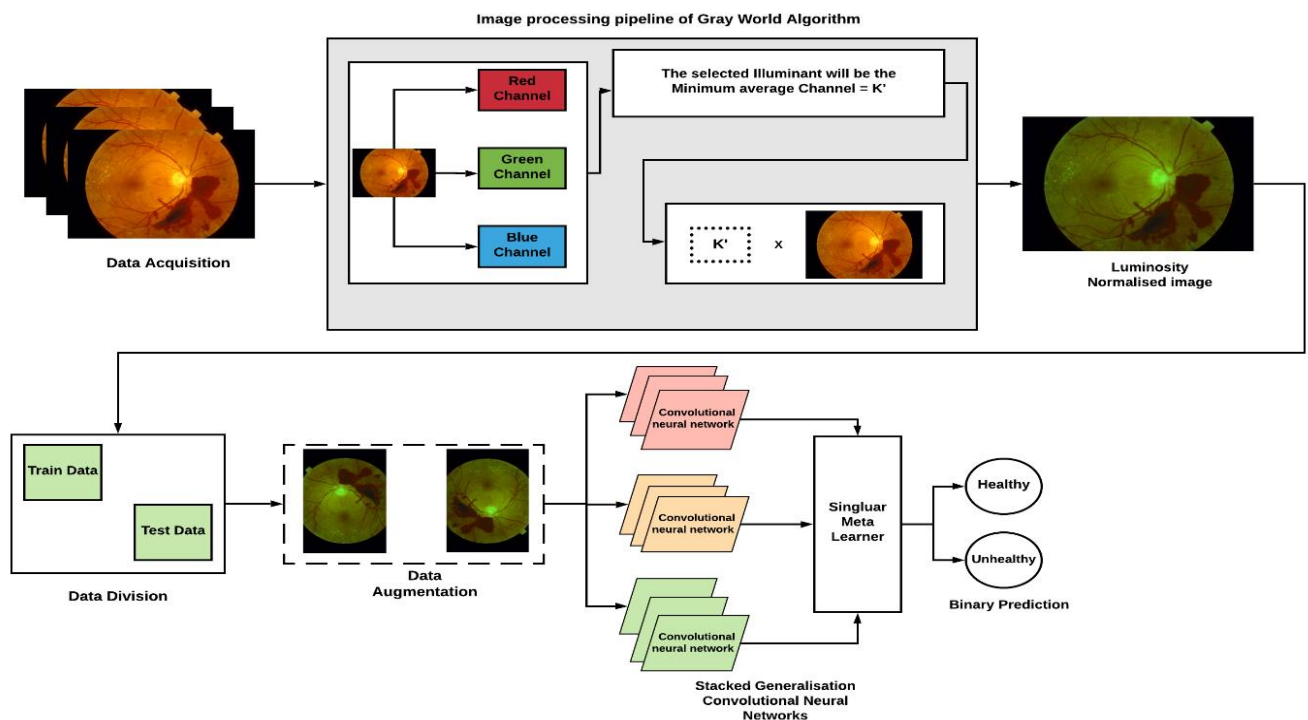 Image processing pipeline of Gray World Algorithm
Red
Channel
Green
Channel
Blue
Channel
The selected Illuminant will be the
Minimum average Channel = K'
K'
x
Data Acquisition
Luminosity
Normalised image
Train Data
Test Data
Data Division
Data
Augmentation
Convolutional
neural network
Convolutional
neural network
Convolutional
neural network
Stacked Generalisation
Convolutional Neural
Networks
Singluar
Meta
Learner
Healthy
Unhealthy
Binary Prediction